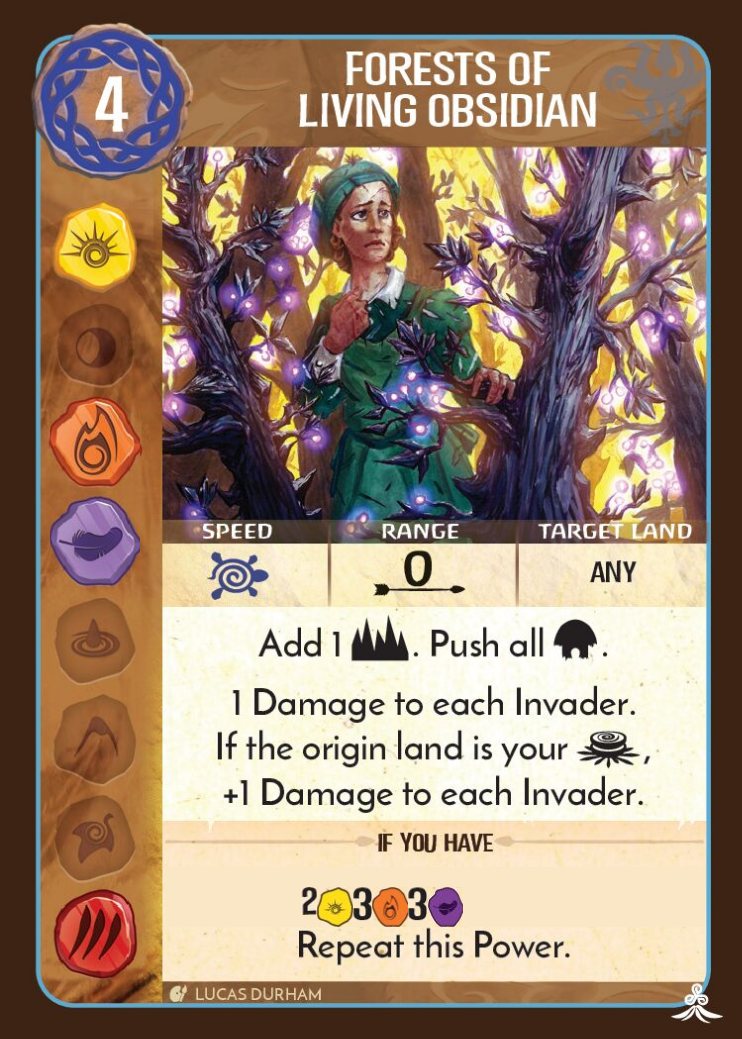 4
FORESTS OF
LIVING OBSIDIAN
SPEED RANGE TARGET LAND
0 ANY
Add 1 . Push all .
1 Damage to each Invader.
If the origin land is your ,
+1 Damage to each Invader.
IF YOU HAVE
2 3 3
Repeat this Power.
LUCAS DURHAM